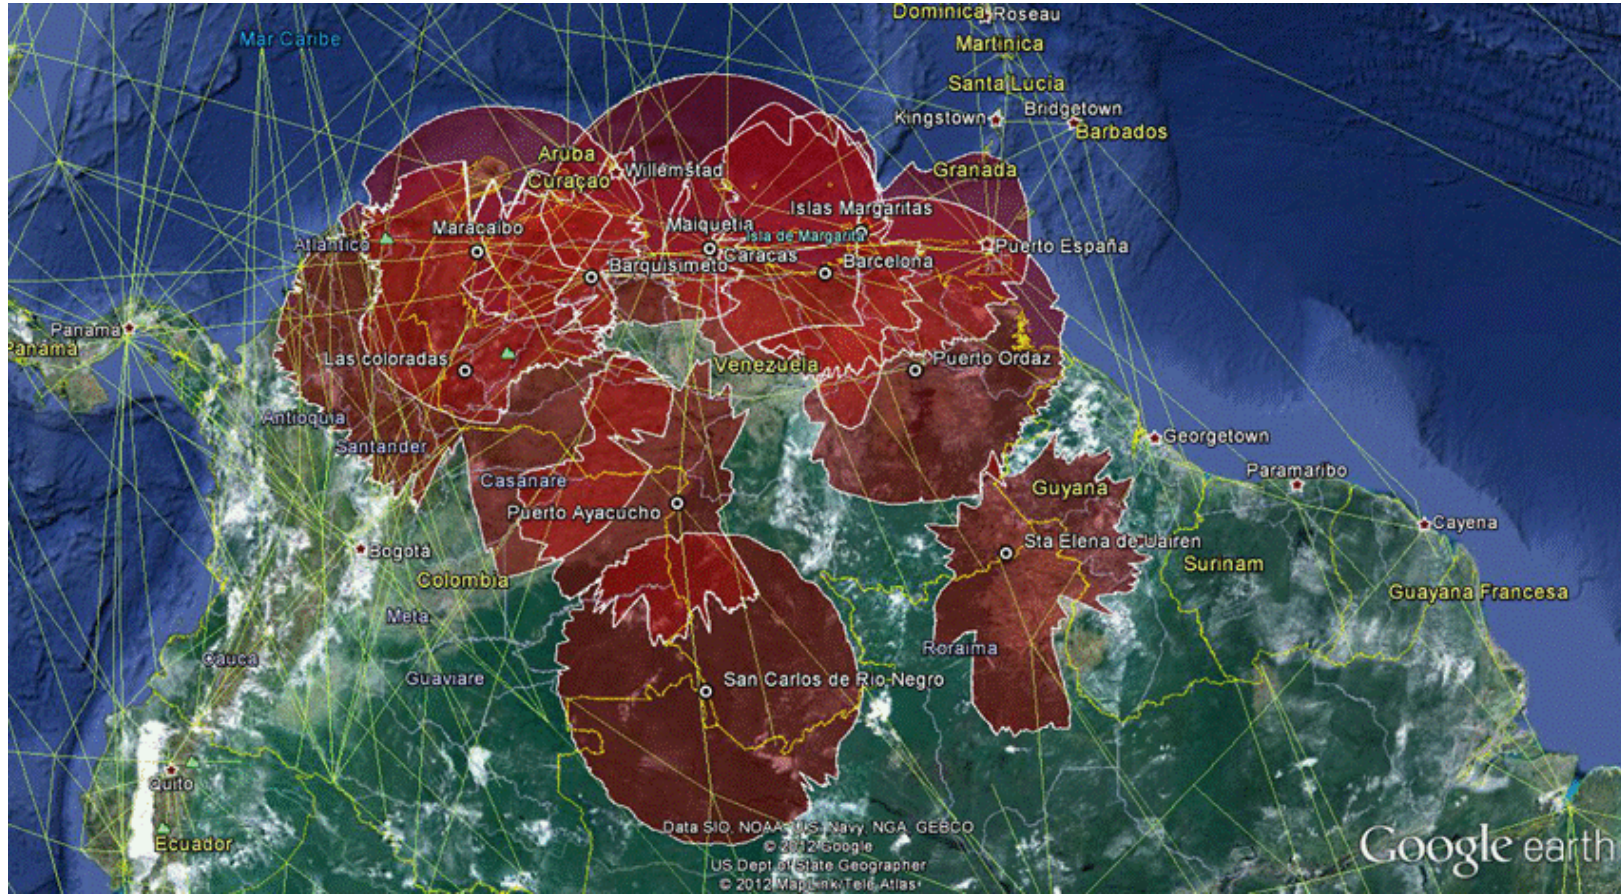 Dominica
Roseau
Mar Caribe
Martinica
Santa Lucia
Kingstown
Bridgetown
Barbados
Aruba
Willemstad
Granada
Curaçao
Islas Margaritas
Maracaibo
Maiquetia
Isla de Margarita
Atlántico
Puerto España
Caracas
Barcelona
Barquisimeto
Panamá
Panamá
Las coloradas
Venezuela
Puerto Ordaz
Antioquia
Santander
Georgetown
Paramaribo
Casanare
Guyana
Puerto Ayacucho
Cayena
Bogotá
Sta Elena de Uairen
Colombia
Surinam
Guayana Francesa
Meta
Roraima
Cauca
Guaviare
San Carlos de Rio Negro
Quito
Data SIO, NOAA, U.S. Navy, NGA, GEBCO
Ecuador
© 2012 Google
Google earth
US Dept of State Geographer
© 2012 MapLink/Tele Atlas